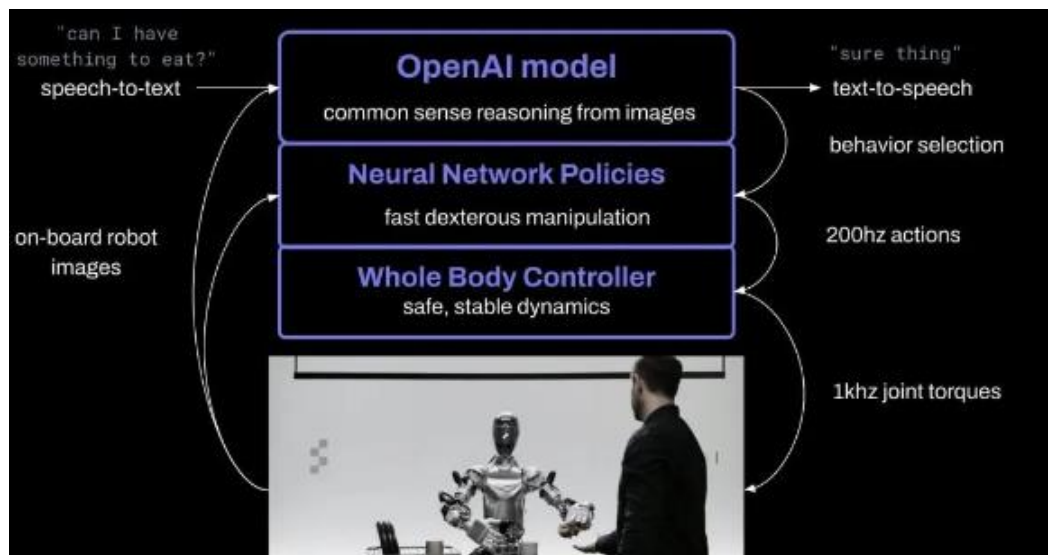 "can I have
something to eat?"
speech-to-text
OpenAI model
common sense reasoning from images
"sure thing"
text-to-speech
behavior selection
Neural Network Policies
fast dexterous manipulation
on-board robot
images
200hz actions
Whole Body Controller
safe, stable dynamics
1khz joint torques